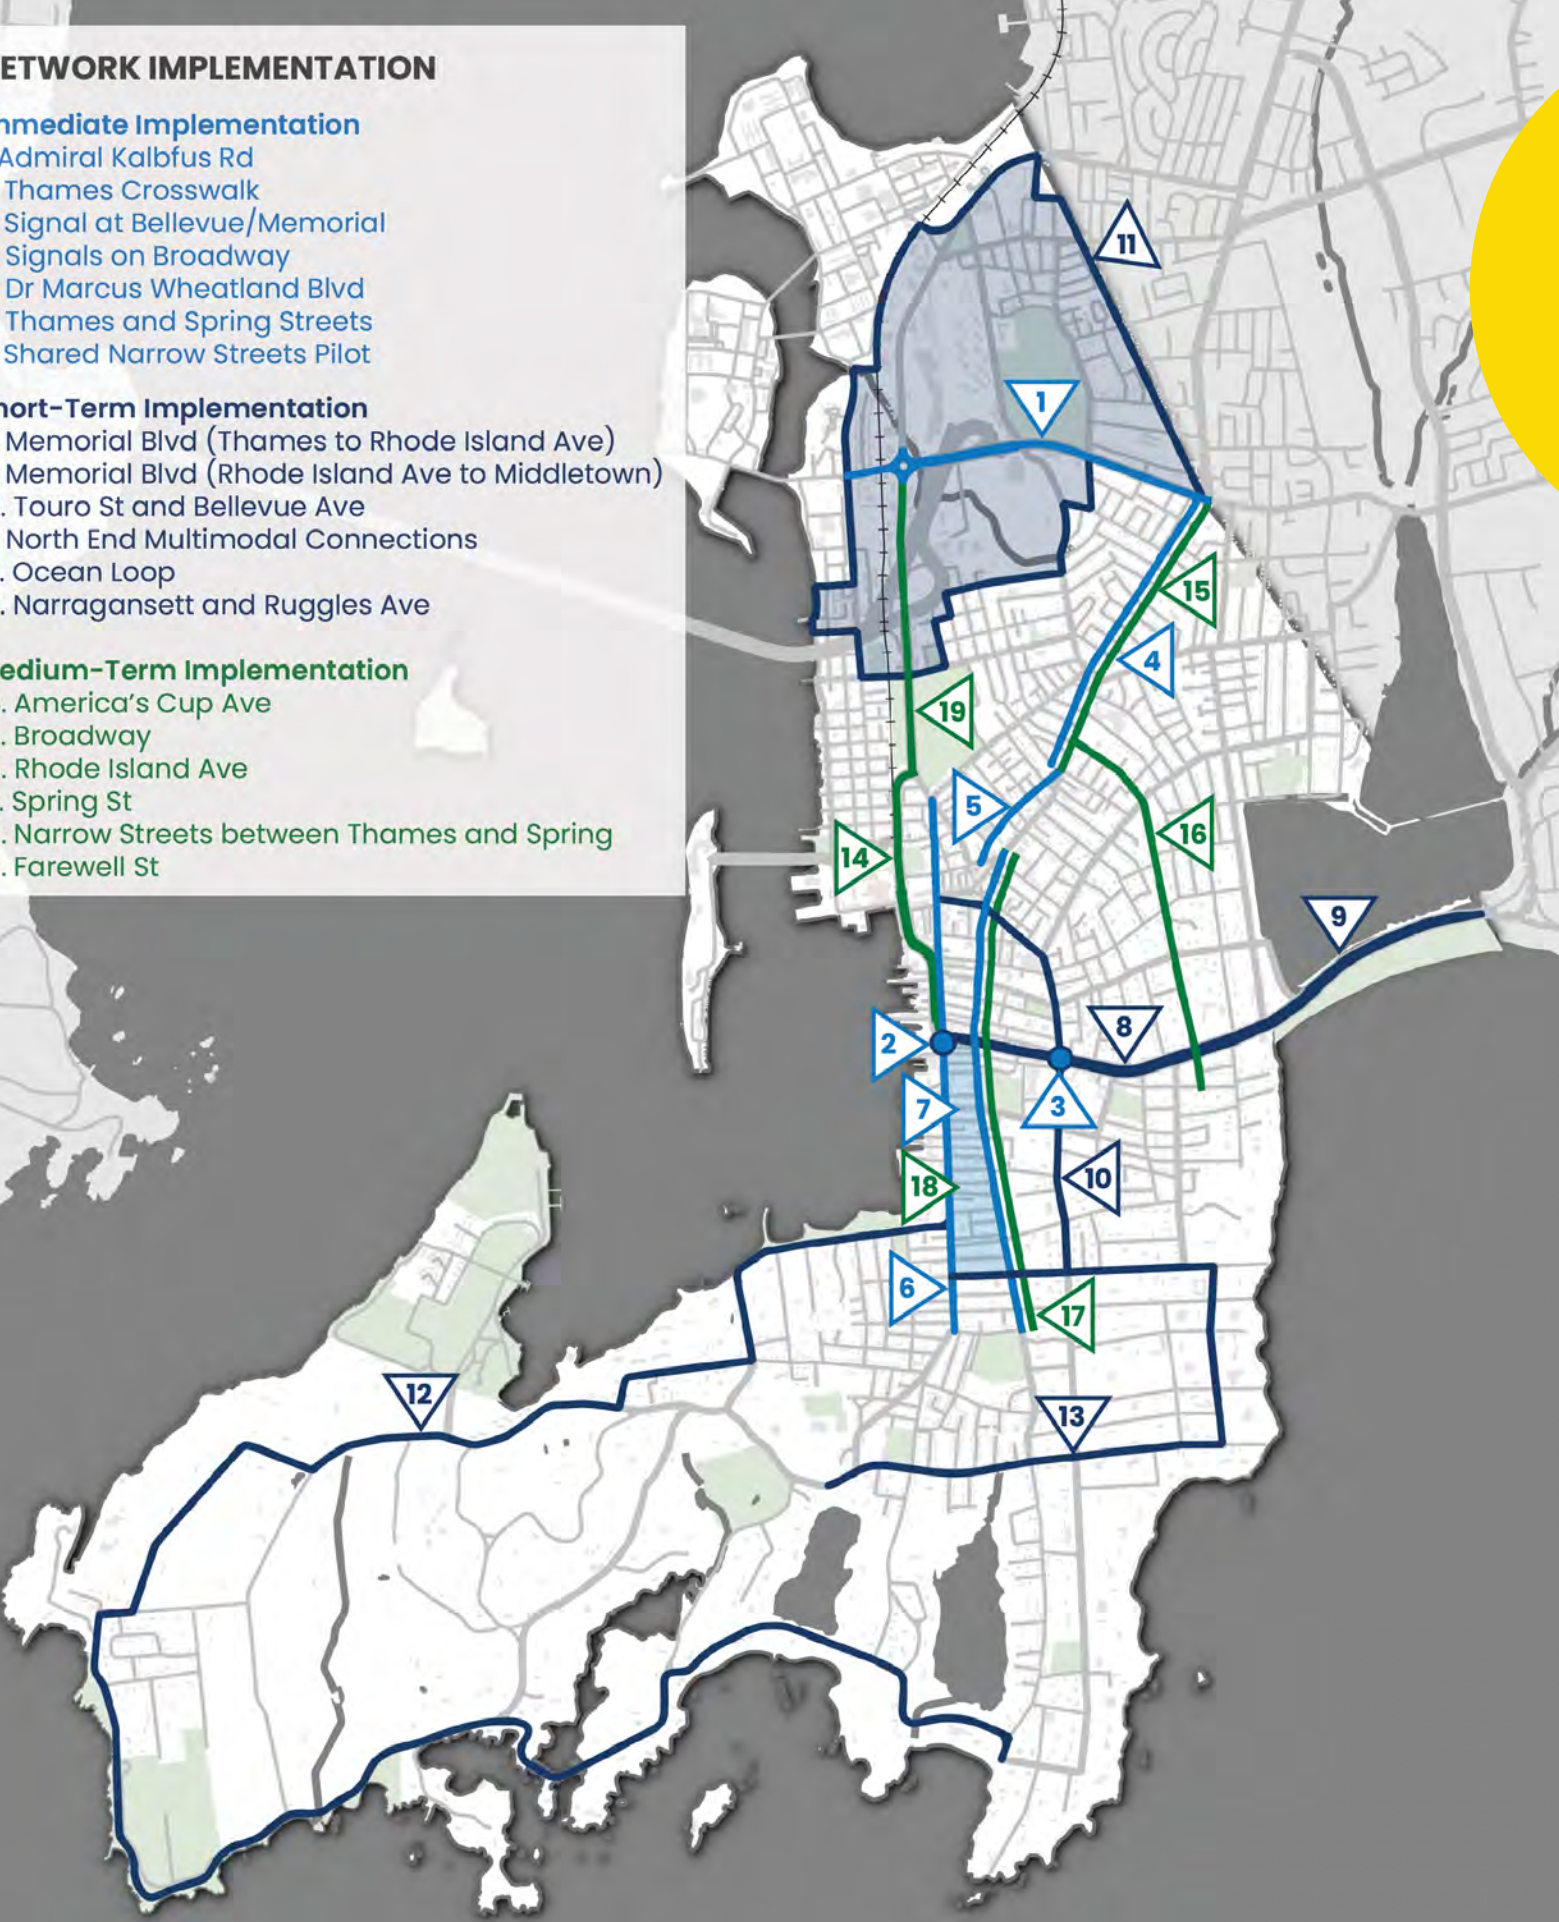 ETWORK IMPLEMENTATION
mmediate Implementation
Admiral Kalbfus Rd
Thames Crosswalk
Signal at Bellevue/Memorial
Signals on Broadway
Dr Marcus Wheatland Blvd
Thames and Spring Streets
Shared Narrow Streets Pilot
hort-Term Implementation
Memorial Blvd (Thames to Rhode Island Ave)
Memorial Blvd (Rhode Island Ave to Middletown)
. Touro St and Bellevue Ave
North End Multimodal Connections
. Ocean Loop
. Narragansett and Ruggles Ave
edium-Term Implementation
. America's Cup Ave
. Broadway
. Rhode Island Ave
. Spring St
. Narrow Streets between Thames and Spring
. Farewell St
11
1
15
4
19
5
16
14
9
8
2
3
7
10
18
6
17
12
13